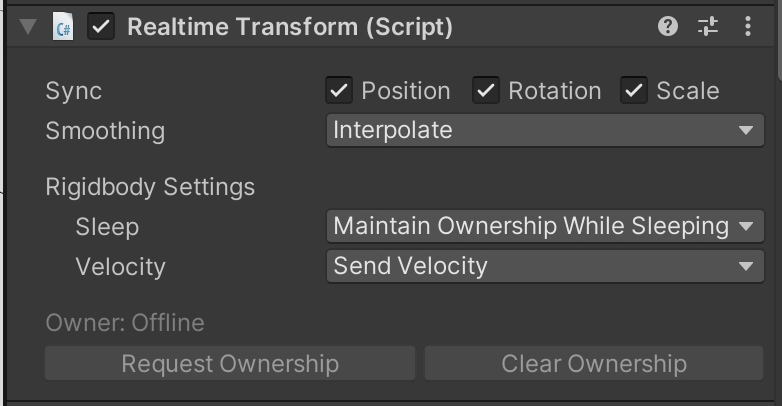 C# Realtime Transform (Script)
Sync Position Rotation Scale
Smoothing Interpolate
Rigidbody Settings
Sleep Maintain Ownership While Sleeping
Velocity Send Velocity
Owner: Offline
Request Ownership Clear Ownership